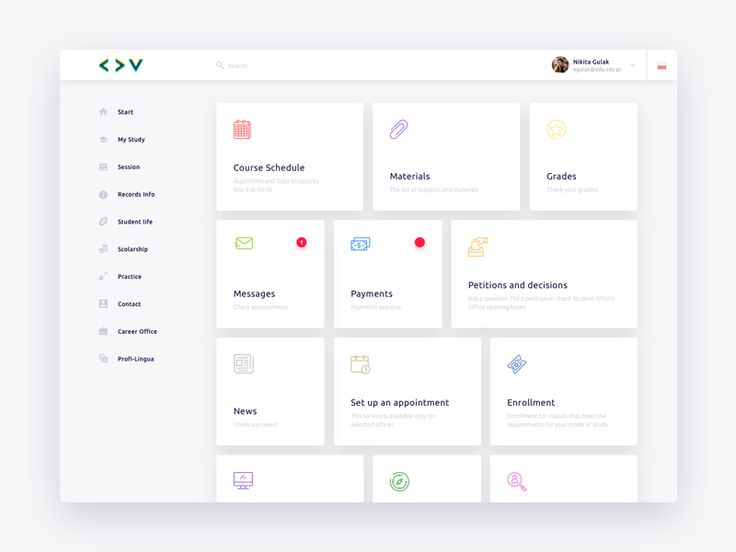 Search
Nikita Gulak
ngulak@edu.cdv.pl
Start
My Study
Session
Records Info
Student life
Scolarship
Practice
Contact
Career Office
Profi-Lingua
Course Schedule
Algorithms and Data Structures
Nov 6 at 08:45
Materials
The list of subjects and materials
Grades
Check your grades!
1
Messages
Check anouncments
Payments
Payments overdue
Petitions and decisions
Ask a question, file a petition or check Student Affairs
Office opening hours
News
Check our news!
Set up an appointment
This service is available only for
selected offices
Enrollment
Enrollment for classes that meet the
requirements for your mode of study